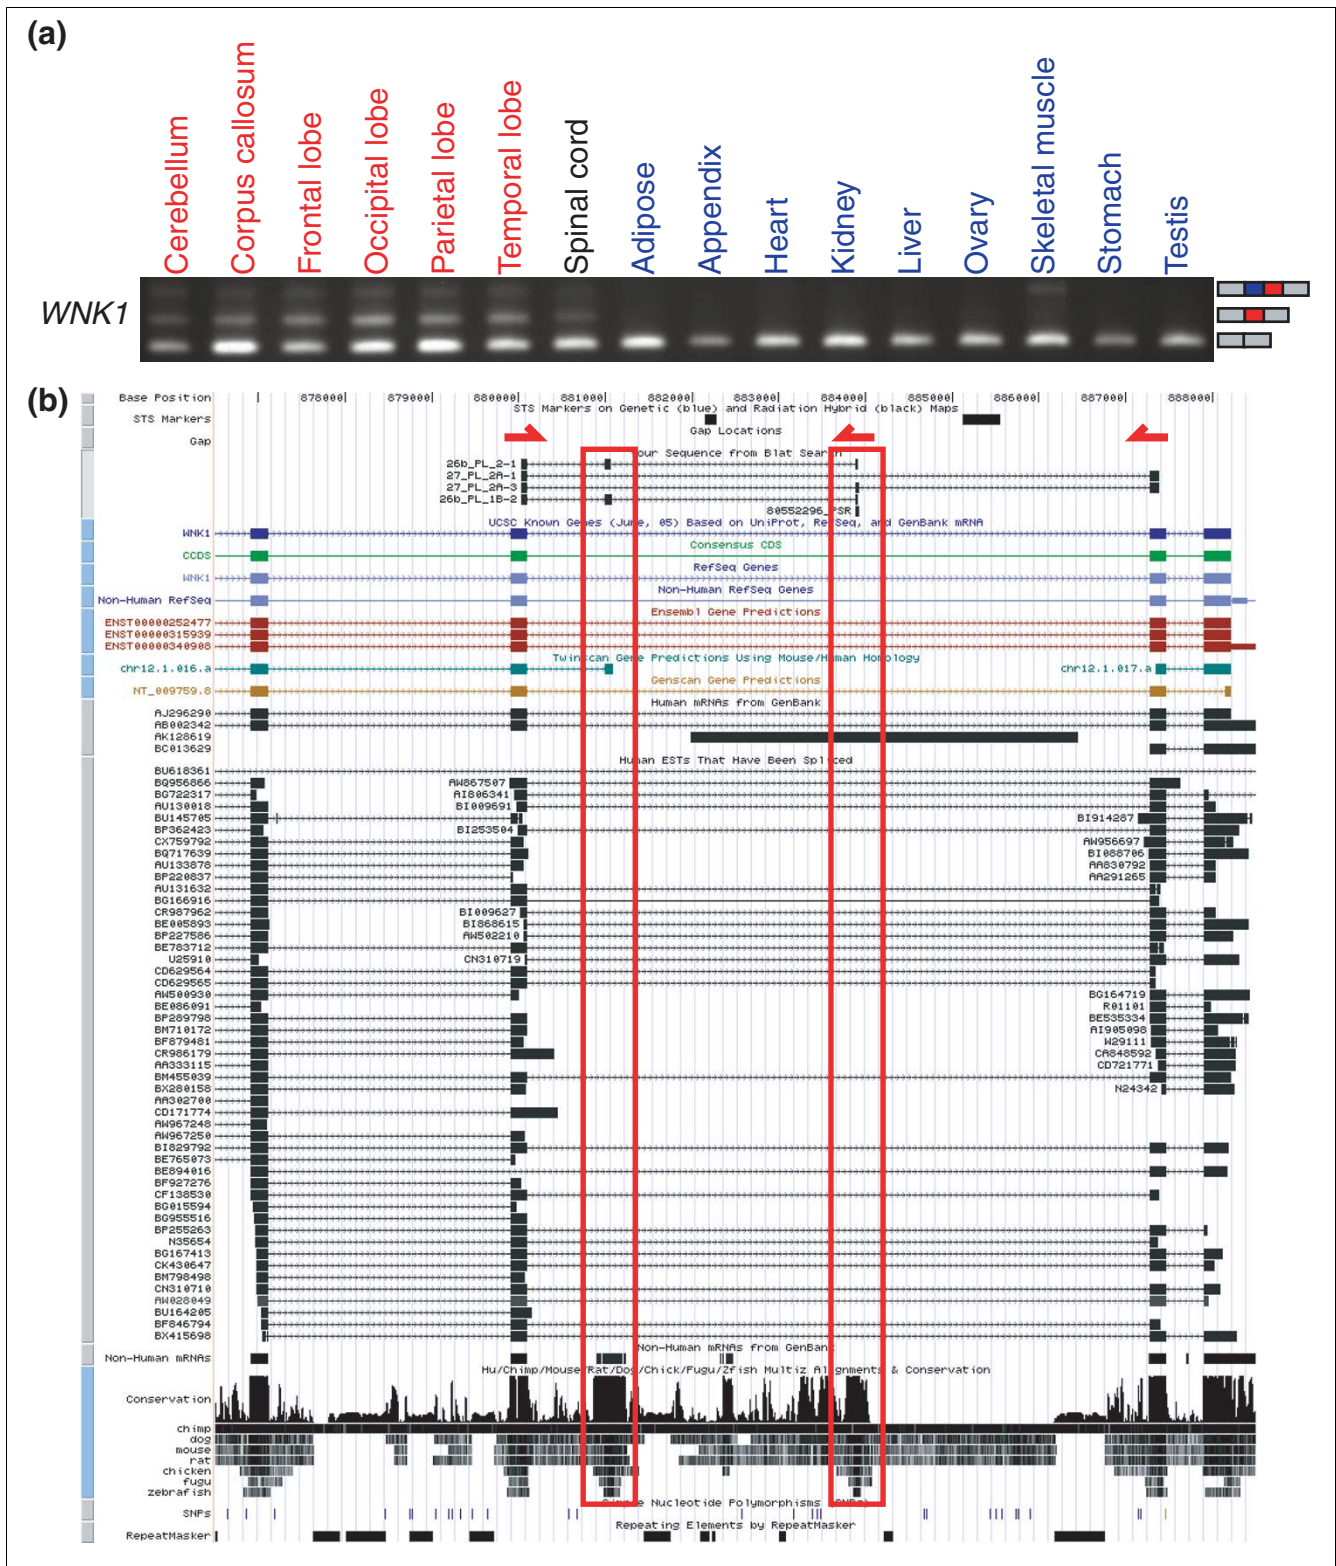 (a)
Cerebellum
Corpus callosum
Frontal lobe
Occipital lobe
Parietal lobe
Temporal lobe
Spinal cord
Adipose
Appendix
Heart
Kidney
Liver
Ovary
Skeletal muscle
Stomach
Testis
WNK1
(b)
Base Position 878000 879000 880000 881000 882000 883000 884000 885000 886000 887000 888000
STS Markers on Genetic (blue) and Radiation Hybrid (black) Maps
STS Markers
Gap Locations
Gap
Your Sequence from Blat Search
26b_PL_2-1
27_PL_2A-1
27_PL_2A-3
26b_PL_1B-2
80552296_PSR
UCSC Known Genes (June, 05) Based on UniProt, RefSeq, and GenBank mRNA
WNK1
Consensus CDS
CCDS
RefSeq Genes
WNK1
Non-Human RefSeq Genes
Non-Human RefSeq
Ensembl Gene Predictions
ENST00000252477
ENST00000315939
ENST00000340908
Twinscan Gene Predictions Using Mouse/Human Homology
chr12.1.016.a chr12.1.017.a
Genscan Gene Predictions
NT_009759.8
Human mRNAs from GenBank
AJ296290
AB002342
AK128619
BC013629
Human ESTs That Have Been Spliced
BU618361
BQ956866 AW867507
BG722317 AI806341
AU130018 BI009691
BU145705 BI914287
BP362423 BI253504
CX759792 AW956697
BQ717639 BI088706
AU133878 AA830792
BP220837 AA291265
AU131632
BG166916
CR987962 BI009627
BE005893 BI868615
BP227586 AW502210
BE783712
U25910 CN310719
CD629564
CD629565
AW500930 BG164719
BE086091 R01101
BP289798 BE535334
BM710172 AI905098
BF879481 W29111
CR986179 CA848592
AA333115 CD721771
BM455039
BX280158 N24342
AA302700
CD171774
AW967248
AW967250
BI829792
BE765073
BE894016
BF927276
CF138530
BG015594
BG955516
BP255263
N35654
BG167413
CK430647
BM798498
CN310710
AW028049
BU164205
BF846794
BX415698
Non-Human mRNAs from GenBank
Non-Human mRNAs
Hu/Chimp/Mouse/Rat/Dog/Chick/Fugu/Zfish Multiz Alignments & Conservation
Conservation
chimp
dog
mouse
rat
chicken
fugu
zebrafish
Simple Nucleotide Polymorphisms (SNPs)
SNPs
Repeating Elements by RepeatMasker
RepeatMasker